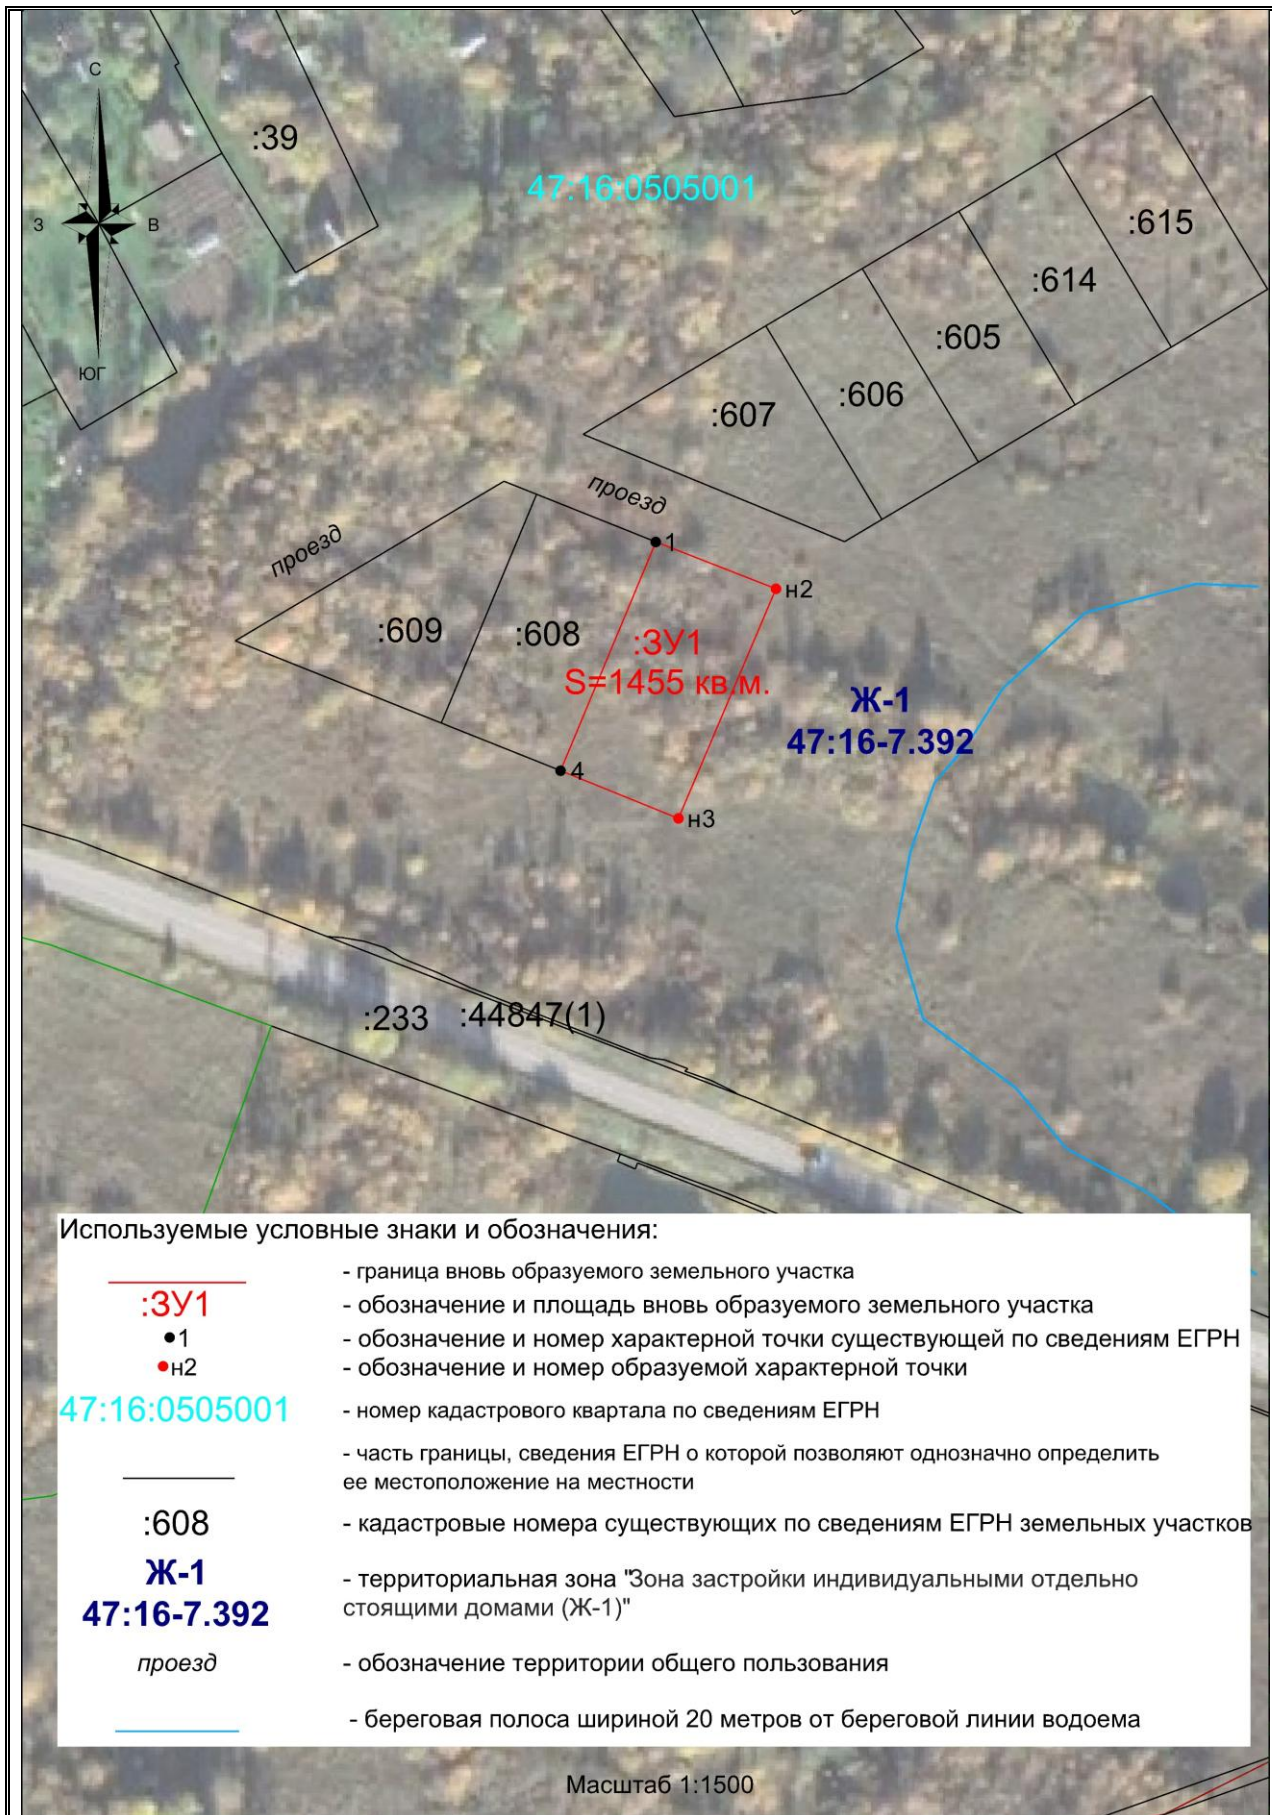 С
:39
47:16:0505001
З
В
:615
:614
:605
ЮГ
:606
:607
проезд
проезд
1
н2
:609
:608
:ЗУ1
S=1455 кв.м.
Ж-1
47:16-7.392
4
н3
:233
:44847(1)
Используемые условные знаки и обозначения:
- граница вновь образуемого земельного участка
:ЗУ1
- обозначение и площадь вновь образуемого земельного участка
1
- обозначение и номер характерной точки существующей по сведениям ЕГРН
н2
- обозначение и номер образуемой характерной точки
47:16:0505001
- номер кадастрового квартала по сведениям ЕГРН
- часть границы, сведения ЕГРН о которой позволяют однозначно определить
ее местоположение на местности
:608
- кадастровые номера существующих по сведениям ЕГРН земельных участков
Ж-1
47:16-7.392
- территориальная зона "Зона застройки индивидуальными отдельно
стоящими домами (Ж-1)"
проезд
- обозначение территории общего пользования
- береговая полоса шириной 20 метров от береговой линии водоема
Масштаб 1:1500